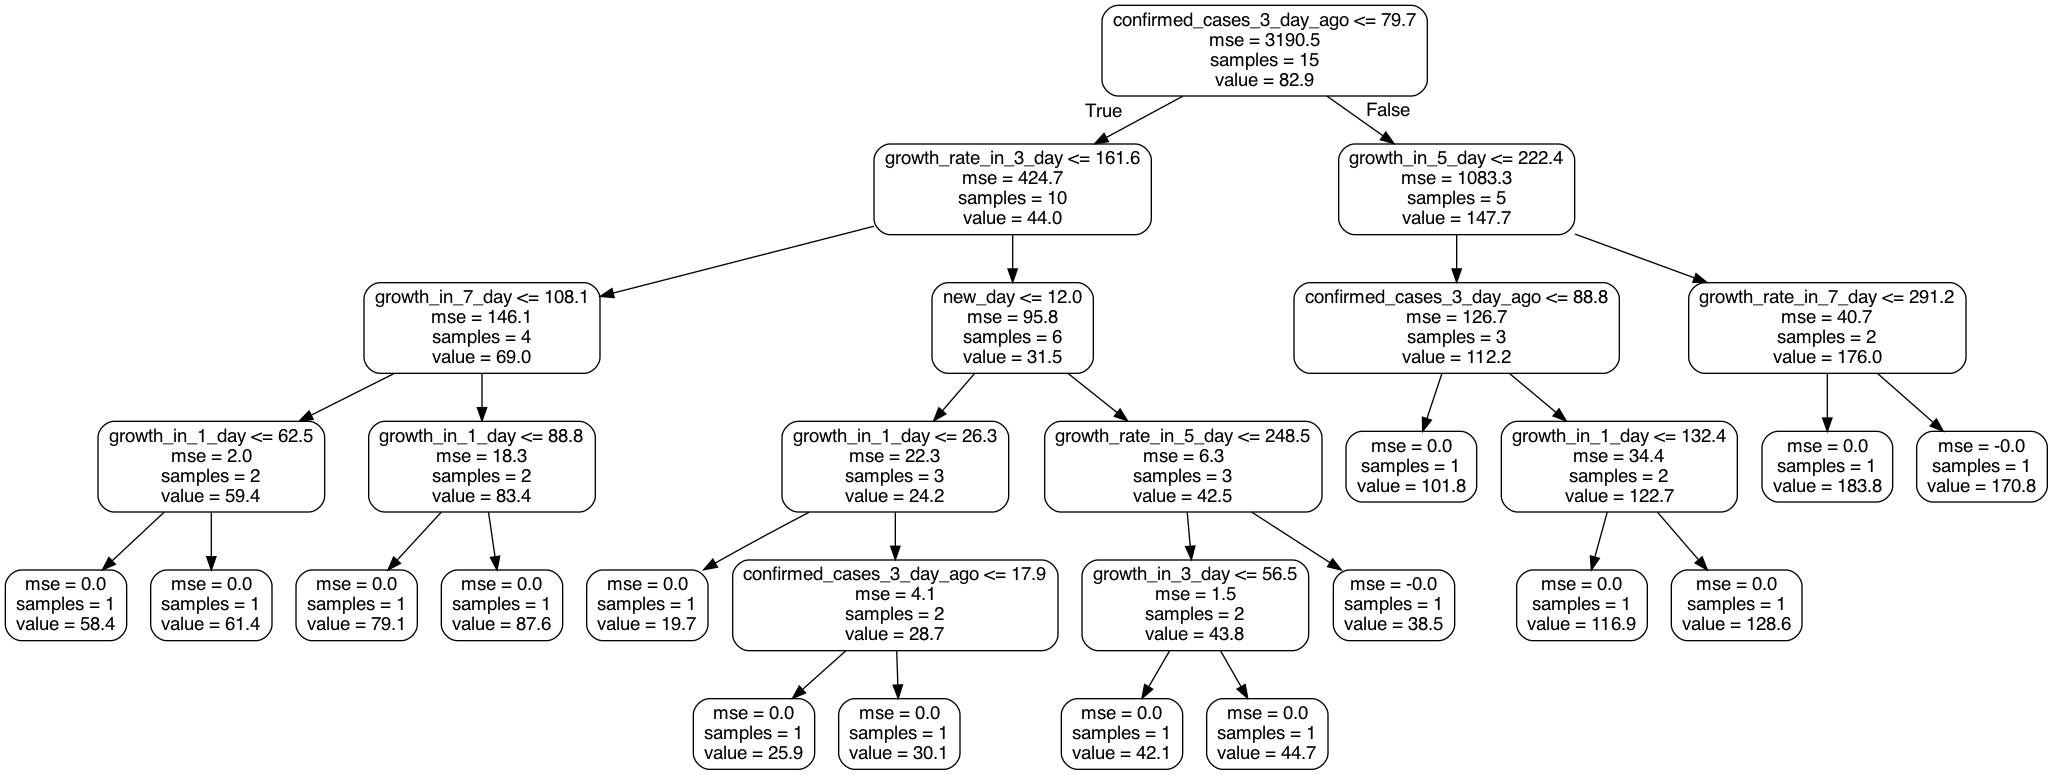 confirmed_cases_3_day_ago <= 79.7
mse = 3190.5
samples = 15
value = 82.9
True
False
growth_rate_in_3_day <= 161.6
mse = 424.7
samples = 10
value = 44.0
growth_in_5_day <= 222.4
mse = 1083.3
samples = 5
value = 147.7
growth_in_7_day <= 108.1
mse = 146.1
samples = 4
value = 69.0
new_day <= 12.0
mse = 95.8
samples = 6
value = 31.5
confirmed_cases_3_day_ago <= 88.8
mse = 126.7
samples = 3
value = 112.2
growth_rate_in_7_day <= 291.2
mse = 40.7
samples = 2
value = 176.0
growth_in_1_day <= 62.5
mse = 2.0
samples = 2
value = 59.4
growth_in_1_day <= 88.8
mse = 18.3
samples = 2
value = 83.4
growth_in_1_day <= 26.3
mse = 22.3
samples = 3
value = 24.2
growth_rate_in_5_day <= 248.5
mse = 6.3
samples = 3
value = 42.5
mse = 0.0
samples = 1
value = 101.8
growth_in_1_day <= 132.4
mse = 34.4
samples = 2
value = 122.7
mse = 0.0
samples = 1
value = 183.8
mse = -0.0
samples = 1
value = 170.8
mse = 0.0
samples = 1
value = 58.4
mse = 0.0
samples = 1
value = 61.4
mse = 0.0
samples = 1
value = 79.1
mse = 0.0
samples = 1
value = 87.6
mse = 0.0
samples = 1
value = 19.7
confirmed_cases_3_day_ago <= 17.9
mse = 4.1
samples = 2
value = 28.7
growth_in_3_day <= 56.5
mse = 1.5
samples = 2
value = 43.8
mse = -0.0
samples = 1
value = 38.5
mse = 0.0
samples = 1
value = 116.9
mse = 0.0
samples = 1
value = 128.6
mse = 0.0
samples = 1
value = 25.9
mse = 0.0
samples = 1
value = 30.1
mse = 0.0
samples = 1
value = 42.1
mse = 0.0
samples = 1
value = 44.7